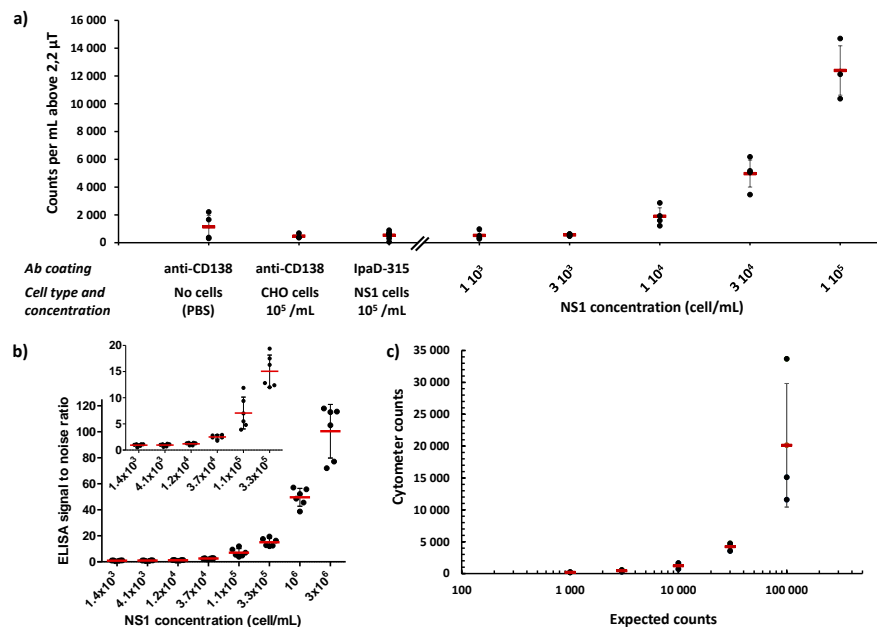 a)
Counts per mL above 2,2 µT
16 000
14 000
12 000
10 000
8 000
6 000
4 000
2 000
0
Ab coating
anti-CD138
anti-CD138
IpaD-315
Cell type and
concentration
No cells
(PBS)
CHO cells
10⁵ /mL
NS1 cells
10⁵ /mL
1 10³
3 10³
1 10⁴
3 10⁴
1 10⁵
NS1 concentration (cell/mL)
b)
ELISA signal to noise ratio
120
100
80
60
40
20
0
20
15
10
5
0
1.4x10³
4.1x10³
1.2x10⁴
3.7x10⁴
1.1x10⁵
3.3x10⁵
1.4x10³
4.1x10³
1.2x10⁴
3.7x10⁴
1.1x10⁵
3.3x10⁵
10⁶
3x10⁶
NS1 concentration (cell/mL)
c)
Cytometer counts
35 000
30 000
25 000
20 000
15 000
10 000
5 000
0
100
1 000
10 000
100 000
Expected counts